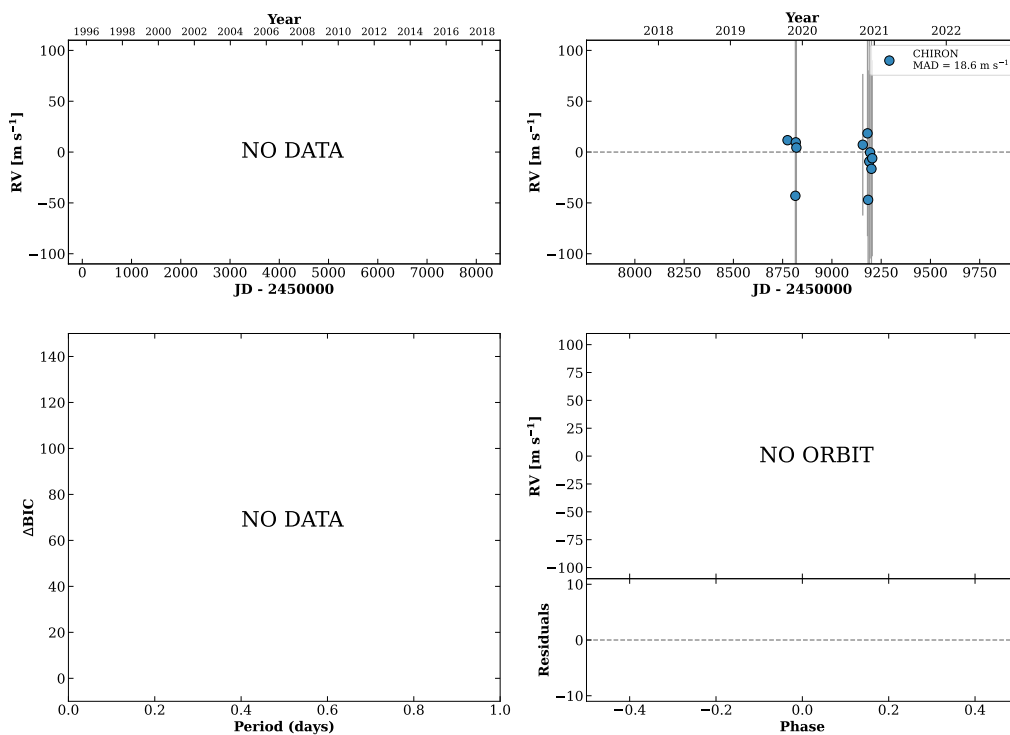 Year
1996 1998 2000 2002 2004 2006 2008 2010 2012 2014 2016 2018
100
50
0
−50
−100
RV [m s−1]
NO DATA
0 1000 2000 3000 4000 5000 6000 7000 8000
JD - 2450000
Year
2018 2019 2020 2021 2022
CHIRON
MAD = 18.6 m s−1
100
50
0
−50
−100
RV [m s−1]
8000 8250 8500 8750 9000 9250 9500 9750
JD - 2450000
140
120
100
80
60
40
20
0
ΔBIC
NO DATA
0.0 0.2 0.4 0.6 0.8 1.0
Period (days)
100
75
50
25
0
−25
−50
−75
−100
RV [m s−1]
NO ORBIT
10
0
−10
Residuals
−0.4 −0.2 0.0 0.2 0.4
Phase